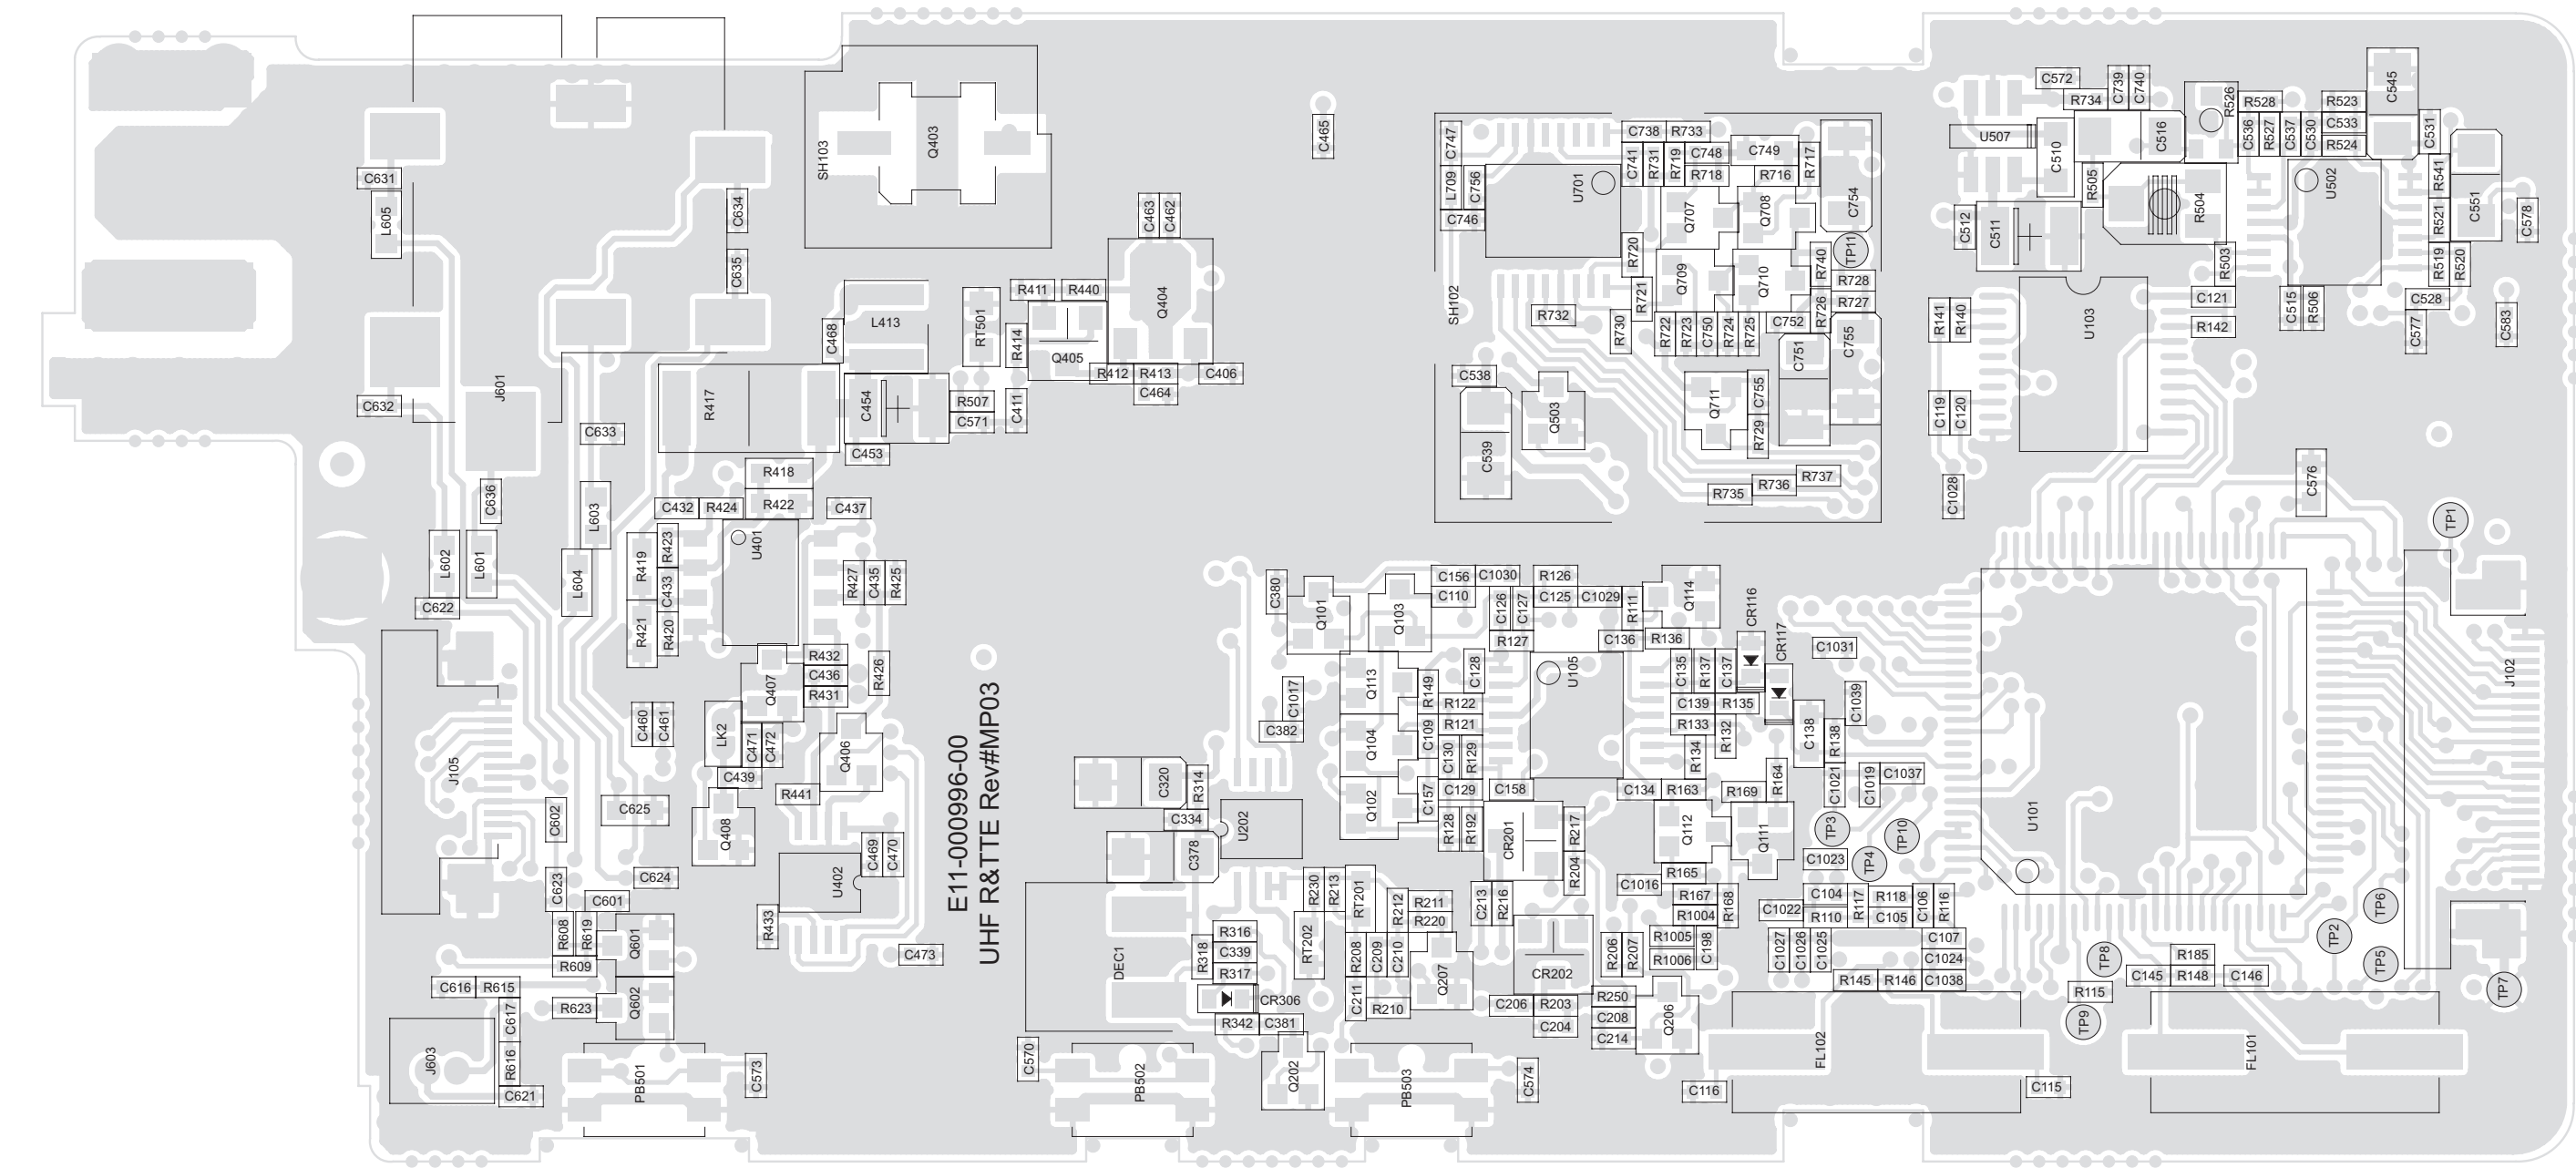 C631
L605
C634
C635
SH103
Q403
C463
C462
C465
L413
C468
RT501
R411
R440
R414
Q405
Q404
R412
R413
C406
C464
C632
J601
C633
R417
C454
R507
C571
C411
C453
R418
R422
C636
L603
C432
R424
C437
U401
L602
L601
L604
C622
R419
R423
C433
R421
R420
R427
C435
R425
R432
C436
R431
R426
Q407
C460
C461
LK2
C471
C472
Q406
C439
R441
J105
C602
C625
Q408
U402
C469
C470
C623
C624
C601
R433
R608
R619
Q601
R609
C473
C616
R615
R623
Q602
C617
J603
R616
C621
PB501
C573
E11-000996-00
UHF R&TTE Rev#MP03
C747
C738
R733
C741
R731
R719
C748
C749
R717
L709
C756
U701
R718
R716
C754
C746
Q707
Q708
TP11
R720
R740
R728
R721
Q709
Q710
R726
R727
SH102
R732
R730
R722
R723
C750
R724
R725
C752
C751
C755
C538
C539
Q503
Q711
C755
R729
R735
R736
R737
C572
C739
C740
R734
R526
R528
R523
C545
U507
C510
C516
C536
R527
C537
C530
C533
R524
C531
R505
R504
U502
R541
R521
C551
C578
C512
C511
R503
R519
R520
R141
R140
U103
C121
R142
C515
R506
C528
C577
C583
C119
C120
C1028
C576
TP1
C380
Q101
Q103
C156
C1030
R126
C110
C126
C127
C125
C1029
R111
Q114
R127
C136
R136
CR116
CR117
C1031
C1017
C382
Q113
R149
C128
U105
C135
R137
C137
R122
R121
C139
R135
C1039
Q104
C109
R133
R132
C138
R138
C130
R129
R134
Q102
C157
C129
C158
C134
R163
R169
R164
C1021
C1019
C1037
R128
R192
CR201
R217
R204
Q112
Q111
TP3
TP10
TP4
C1023
U101
J102
C320
R314
C334
U202
C378
DEC1
R230
R213
RT201
R212
R211
R220
C213
R216
C1016
R165
R167
R168
R1004
C1022
C104
R110
R117
R118
C105
C106
R116
R316
C339
R317
R318
RT202
R208
C209
C210
Q207
CR202
R206
R207
R1005
C198
R1006
C1027
C1026
C1025
C107
C1024
C1038
R145
R146
CR306
R342
C381
C211
R210
C206
R203
C204
R250
C208
C214
Q206
C570
PB502
Q202
PB503
C574
C116
FL102
C115
TP6
TP2
TP5
TP8
TP7
TP9
R115
C145
R185
R148
C146
FL101